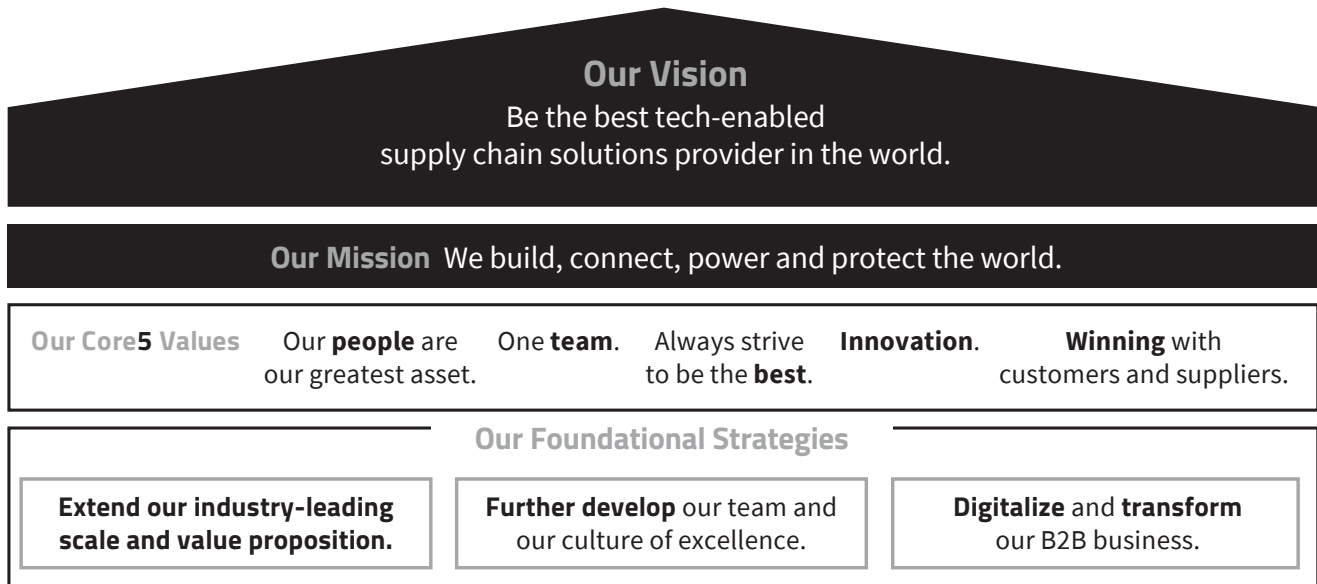 Our Vision
Be the best tech-enabled
supply chain solutions provider in the world.
Our Mission We build, connect, power and protect the world.
Our Core5 Values
Our people are
our greatest asset.
One team.
Always strive
to be the best.
Innovation.
Winning with
customers and suppliers.
Our Foundational Strategies
Extend our industry-leading
scale and value proposition.
Further develop our team and
our culture of excellence.
Digitalize and transform
our B2B business.